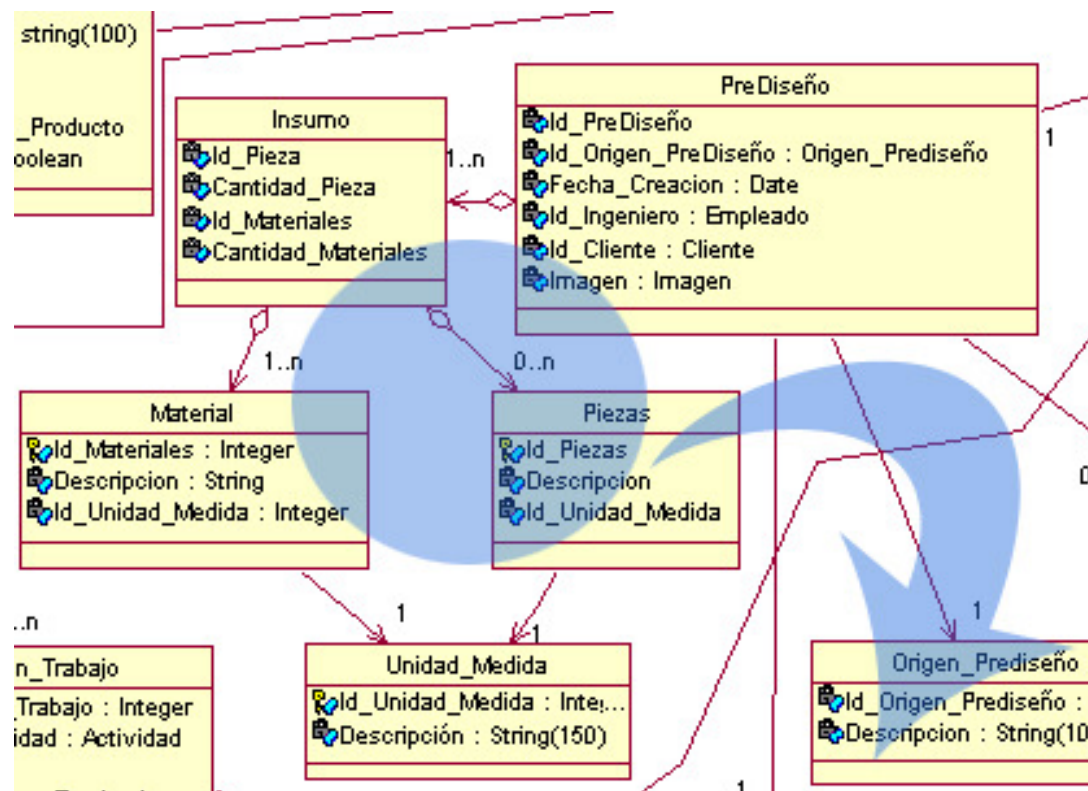 string(100)
_Producto
oolean
Insumo
Id_Pieza
Cantidad_Pieza
Id_Materiales
Cantidad_Materiales
1..n
PreDiseño
Id_PreDiseño
Id_Origen_PreDiseño : Origen_Prediseño
Fecha_Creacion : Date
Id_Ingeniero : Empleado
Id_Cliente : Cliente
Imagen : Imagen
1
1..n
0..n
Material
Id_Materiales : Integer
Descripcion : String
Id_Unidad_Medida : Integer
Piezas
Id_Piezas
Descripcion
Id_Unidad_Medida
0
1
1
1
..n
n_Trabajo
_Trabajo : Integer
idad : Actividad
Unidad_Medida
Id_Unidad_Medida : Inte...
Descripción : String(150)
Origen_Prediseño
Id_Origen_Prediseño :
Descripcion : String(10
1